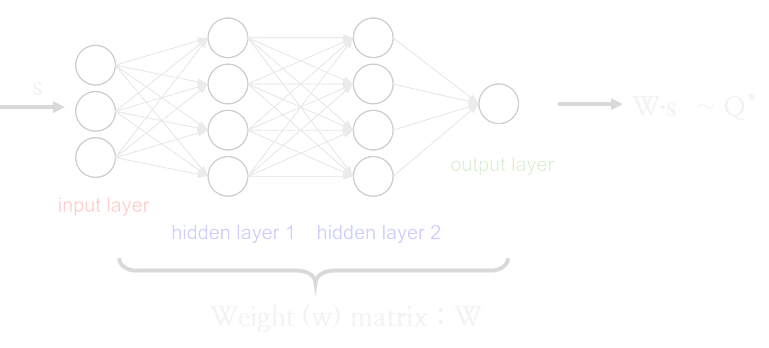 s
W·s ~ Q*
output layer
input layer
hidden layer 1
hidden layer 2
Weight (w) matrix : W